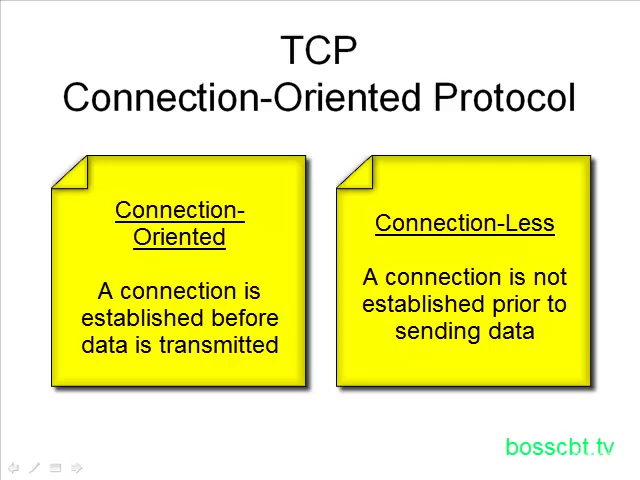 TCP
Connection-Oriented Protocol
Connection-
Oriented
A connection is
established before
data is transmitted
Connection-Less
A connection is not
established prior to
sending data
bosscbt.tv